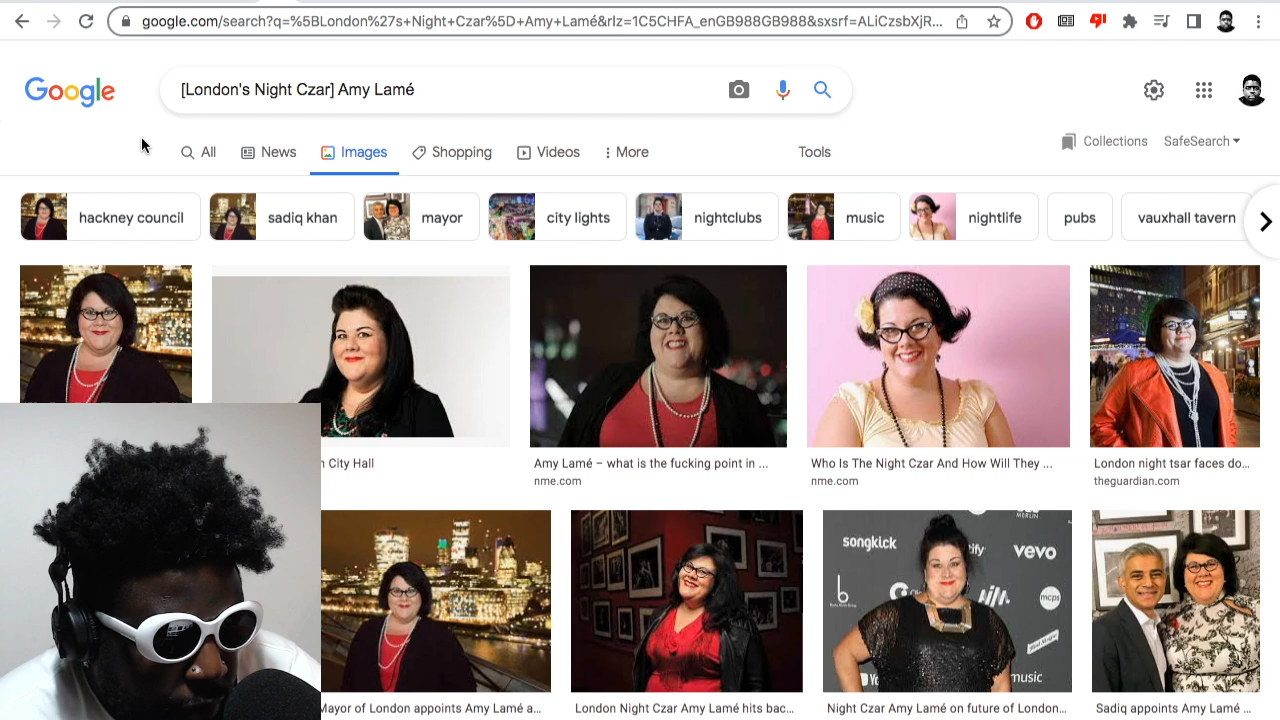 google.com/search?q=%5BLondon%27s+Night+Czar%5D+Amy+Lamé&rlz=1C5CHFA_enGB988GB988&sxsrf=ALiCzsbXjR...
Google
[London's Night Czar] Amy Lamé
All
News
Images
Shopping
Videos
More
Tools
Collections
SafeSearch
hackney council
sadiq khan
mayor
city lights
nightclubs
music
nightlife
pubs
vauxhall tavern
City Hall
Amy Lamé – what is the fucking point in ...
nme.com
Who Is The Night Czar And How Will They ...
nme.com
London night tsar faces do...
theguardian.com
songkick
MERLIN
vevo
mcps
music
Mayor of London appoints Amy Lamé a...
London Night Czar Amy Lamé hits bac...
Night Czar Amy Lamé on future of London...
Sadiq appoints Amy Lamé ...